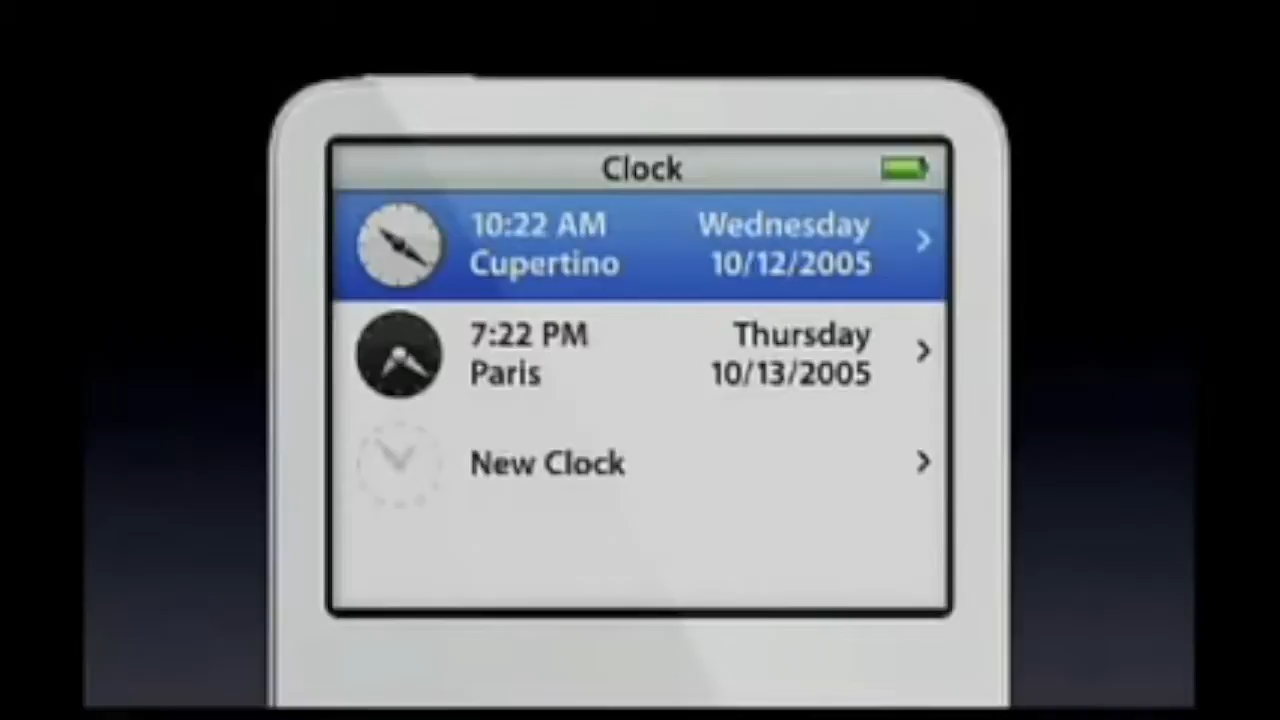 Clock
10:22 AM Wednesday
Cupertino 10/12/2005
7:22 PM Thursday
Paris 10/13/2005
New Clock